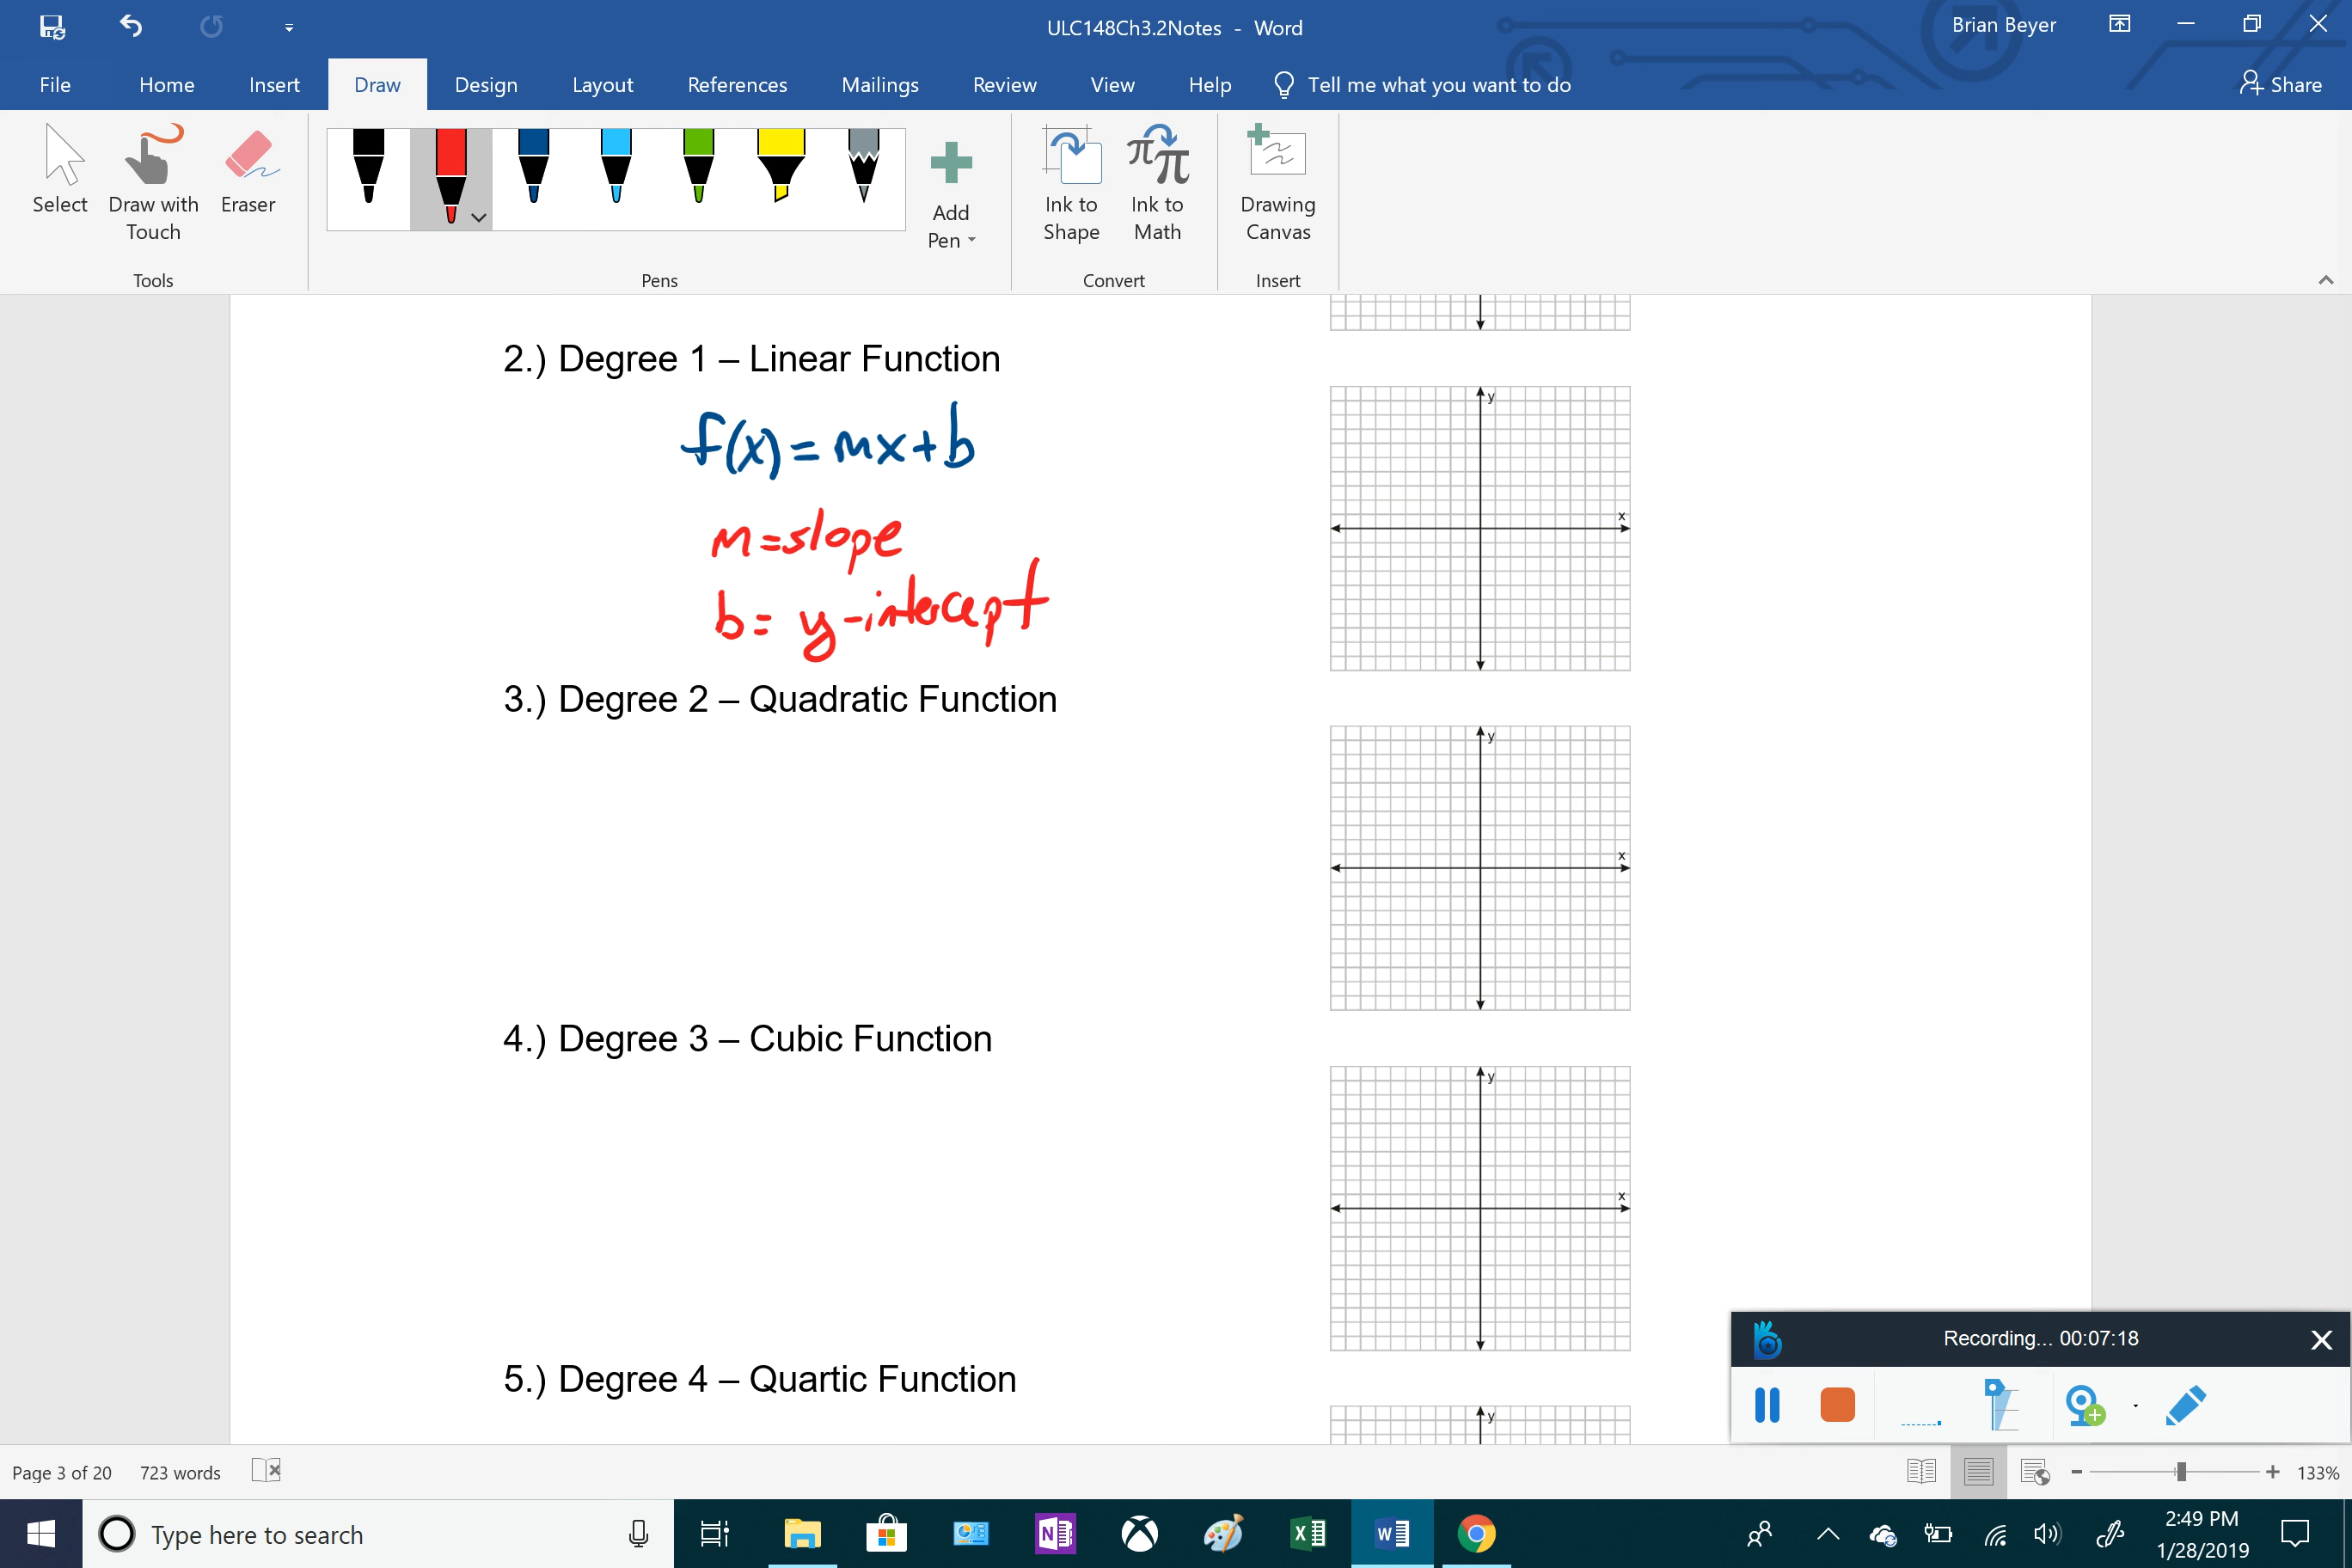 ULC148Ch3.2Notes - Word
Brian Beyer
File Home Insert Draw Design Layout References Mailings Review View Help Tell me what you want to do Share
Select Draw with Touch Eraser
Add Pen
Ink to Shape Ink to Math
Drawing Canvas
Tools Pens Convert Insert
2.) Degree 1 – Linear Function
f(x) = mx+b
m = slope
b = y-intercept
y
x
3.) Degree 2 – Quadratic Function
y
x
4.) Degree 3 – Cubic Function
y
x
5.) Degree 4 – Quartic Function
y
Recording... 00:07:18
Page 3 of 20 723 words 133%
Type here to search
2:49 PM
1/28/2019